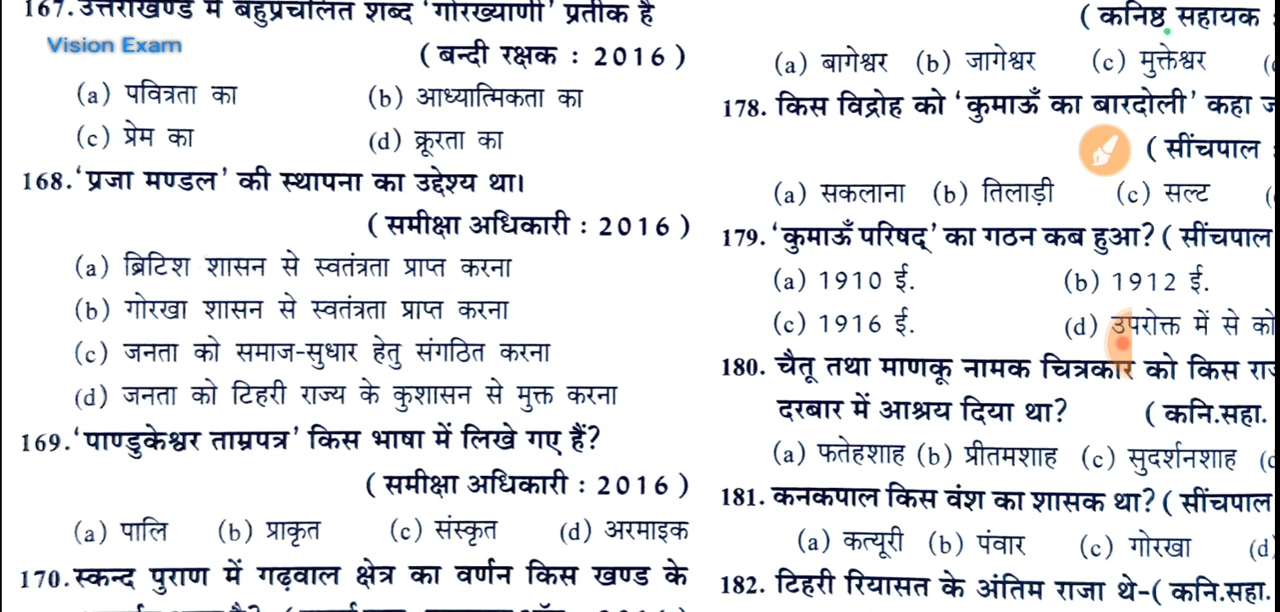 167. उत्तराखण्ड में बहुप्रचलित शब्द 'गोरख्याणी' प्रतीक है
Vision Exam
( बन्दी रक्षक : 2016 )
(a) पवित्रता का (b) आध्यात्मिकता का
(c) प्रेम का (d) क्रूरता का
168. 'प्रजा मण्डल' की स्थापना का उद्देश्य था।
( समीक्षा अधिकारी : 2016 )
(a) ब्रिटिश शासन से स्वतंत्रता प्राप्त करना
(b) गोरखा शासन से स्वतंत्रता प्राप्त करना
(c) जनता को समाज-सुधार हेतु संगठित करना
(d) जनता को टिहरी राज्य के कुशासन से मुक्त करना
169. 'पाण्डुकेश्वर ताम्रपत्र' किस भाषा में लिखे गए हैं?
( समीक्षा अधिकारी : 2016 )
(a) पालि (b) प्राकृत (c) संस्कृत (d) अरमाइक
170. स्कन्द पुराण में गढ़वाल क्षेत्र का वर्णन किस खण्ड के
( कनिष्ठ सहायक
(a) बागेश्वर (b) जागेश्वर (c) मुक्तेश्वर
178. किस विद्रोह को 'कुमाऊँ का बारदोली' कहा
( सींचपाल
(a) सकलाना (b) तिलाड़ी (c) सल्ट
179. 'कुमाऊँ परिषद्' का गठन कब हुआ? ( सींचपाल
(a) 1910 ई. (b) 1912 ई.
(c) 1916 ई. (d) उपरोक्त में से
180. चैतू तथा माणकू नामक चित्रकार को किस
दरबार में आश्रय दिया था? ( कनि.सहा.
(a) फतेहशाह (b) प्रीतमशाह (c) सुदर्शनशाह
181. कनकपाल किस वंश का शासक था? ( सींचपाल
(a) कत्यूरी (b) पंवार (c) गोरखा (d)
182. टिहरी रियासत के अंतिम राजा थे-( कनि.सहा.